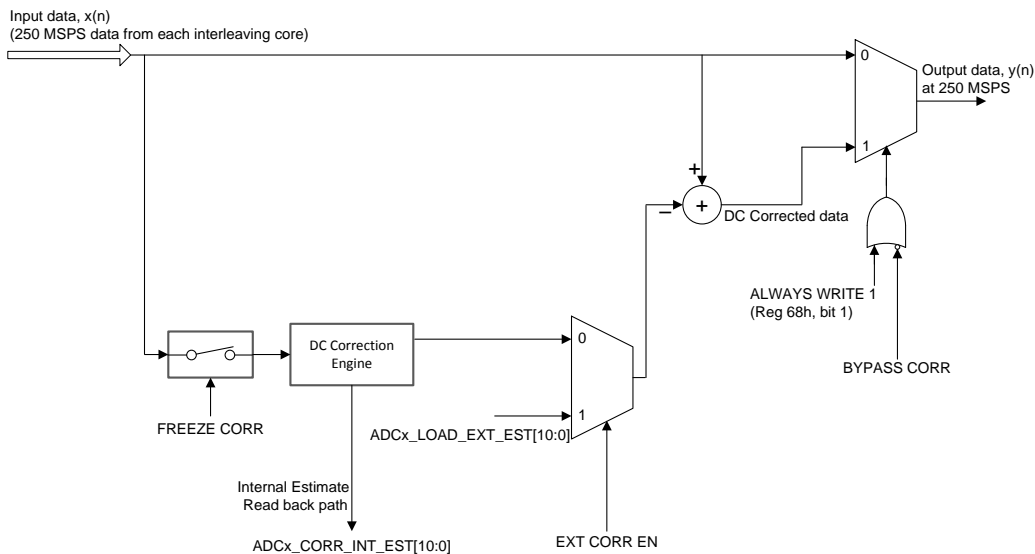 Input data, x(n)
(250 MSPS data from each interleaving core)
0
Output data, y(n)
at 250 MSPS
1
+
+
−
DC Corrected data
ALWAYS WRITE 1
(Reg 68h, bit 1)
BYPASS CORR
DC Correction
Engine
0
1
FREEZE CORR
ADCx_LOAD_EXT_EST[10:0]
Internal Estimate
Read back path
ADCx_CORR_INT_EST[10:0]
EXT CORR EN